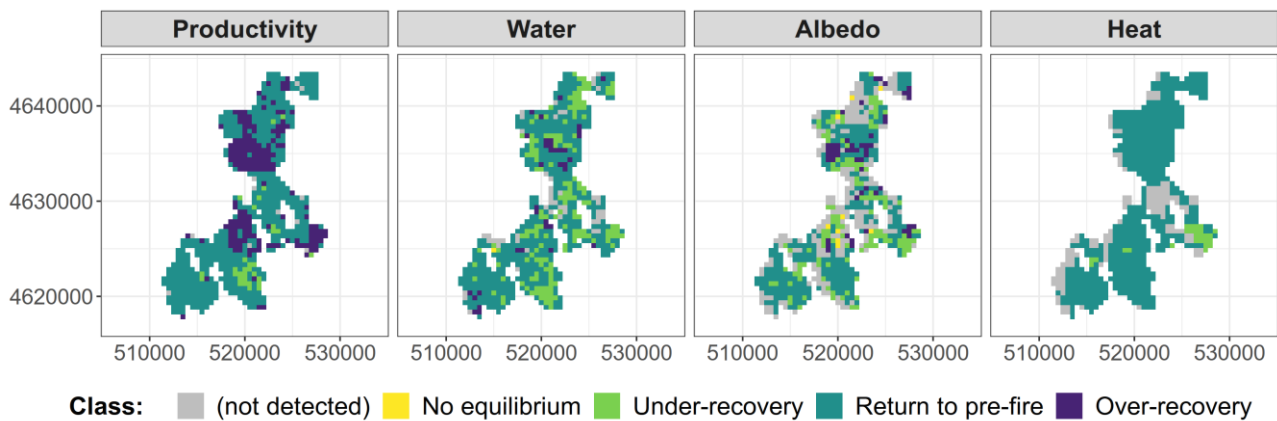 Productivity Water Albedo Heat
4640000
4630000
4620000
510000 520000 530000 510000 520000 530000 510000 520000 530000 510000 520000 530000
Class: (not detected) No equilibrium Under-recovery Return to pre-fire Over-recovery